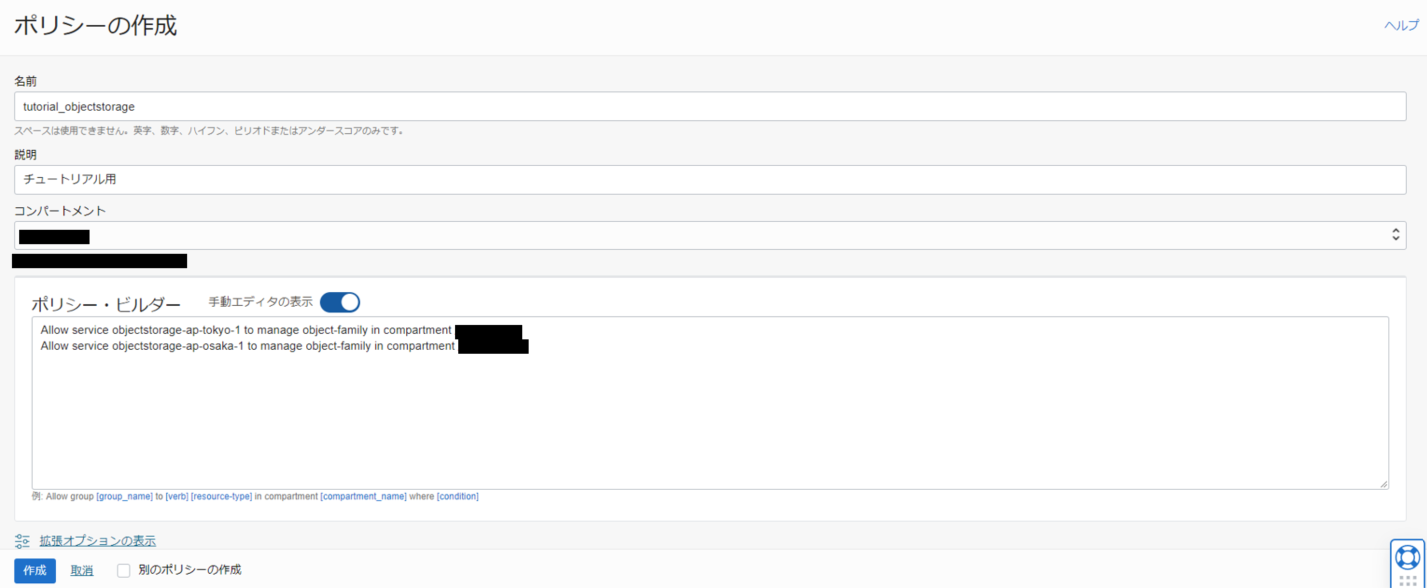 ポリシーの作成
ヘルプ
名前
tutorial_objectstorage
スペースは使用できません。英字、数字、ハイフン、ピリオドまたはアンダースコアのみです。
説明
チュートリアル用
コンパートメント
ポリシー・ビルダー 手動エディタの表示
Allow service objectstorage-ap-tokyo-1 to manage object-family in compartment
Allow service objectstorage-ap-osaka-1 to manage object-family in compartment
例: Allow group [group_name] to [verb] [resource-type] in compartment [compartment_name] where [condition]
拡張オプションの表示
作成 取消 別のポリシーの作成